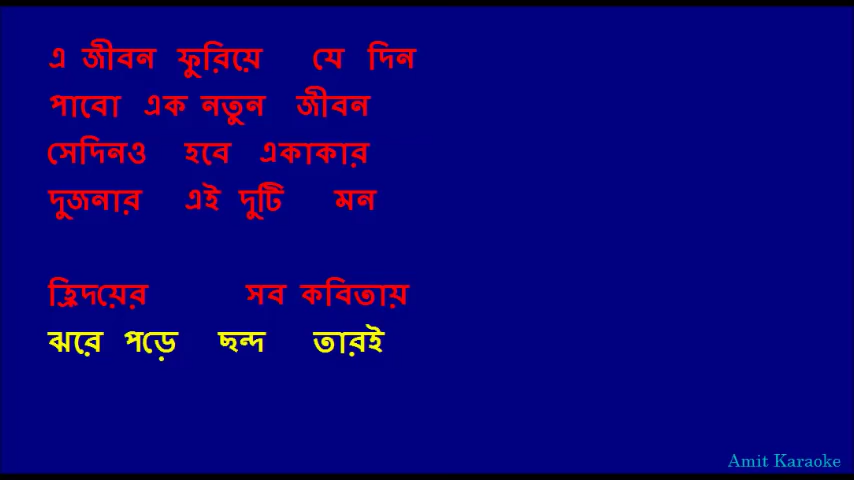 এ জীবন ফুরিয়ে যে দিন
পাবো এক নতুন জীবন
সেদিনও হবে একাকার
দুজনার এই দুটি মন
হ্রিদয়ের সব কবিতায়
ঝরে পড়ে ছন্দ তারই
Amit Karaoke